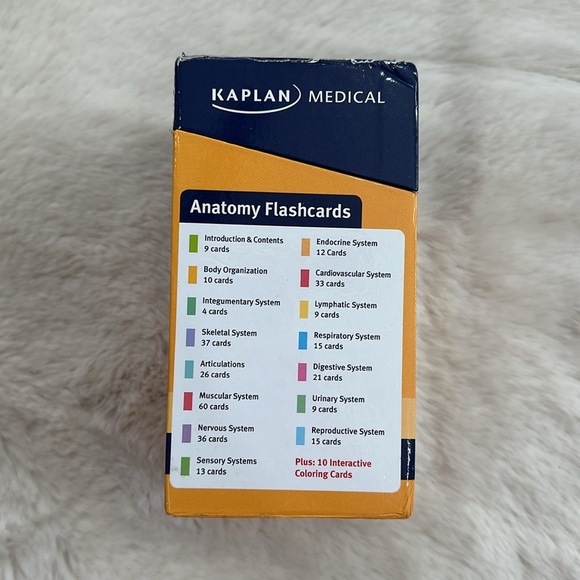 KAPLAN MEDICAL
Anatomy Flashcards
Introduction & Contents
9 cards
Body Organization
10 cards
Integumentary System
4 cards
Skeletal System
37 cards
Articulations
26 cards
Muscular System
60 cards
Nervous System
36 cards
Sensory Systems
13 cards
Endocrine System
12 Cards
Cardiovascular System
33 cards
Lymphatic System
9 cards
Respiratory System
15 cards
Digestive System
21 cards
Urinary System
9 cards
Reproductive System
15 cards
Plus: 10 Interactive
Coloring Cards